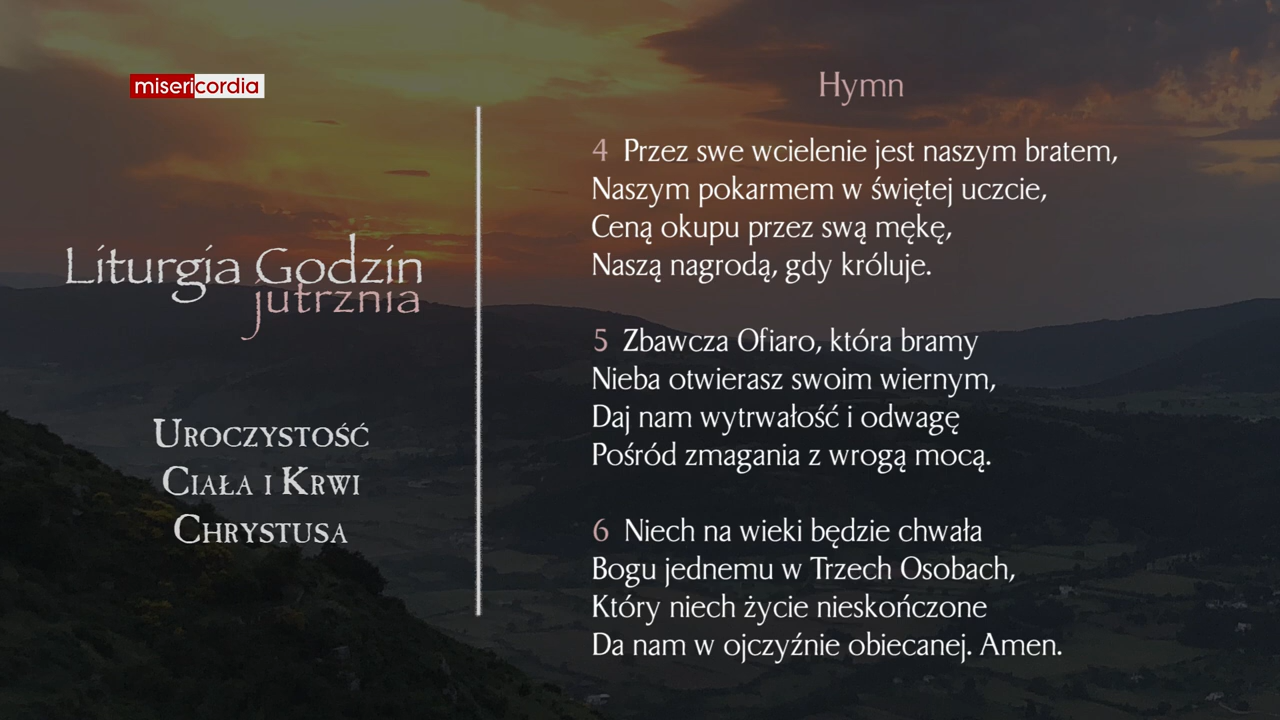 misericordia
Liturgia Godzin
jutrznia
Uroczystość
Ciała i Krwi
Chrystusa
Hymn
4 Przez swe wcielenie jest naszym bratem,
Naszym pokarmem w świętej uczcie,
Ceną okupu przez swą mękę,
Naszą nagrodą, gdy króluje.
5 Zbawcza Ofiaro, która bramy
Nieba otwierasz swoim wiernym,
Daj nam wytrwałość i odwagę
Pośród zmagania z wrogą mocą.
6 Niech na wieki będzie chwała
Bogu jednemu w Trzech Osobach,
Który niech życie nieskończone
Da nam w ojczyźnie obiecanej. Amen.